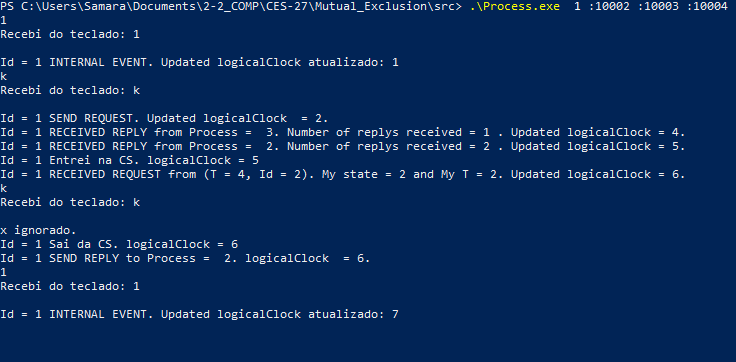 PS C:\Users\Samara\Documents\2-2_COMP\CES-27\Mutual_Exclusion\src> .\Process.exe  1 :10002 :10003 :10004
1
Recebi do teclado: 1
Id = 1 INTERNAL EVENT. Updated logicalClock atualizado: 1
k
Recebi do teclado: k
Id = 1 SEND REQUEST. Updated logicalClock  = 2.
Id = 1 RECEIVED REPLY from Process =  3. Number of replys received = 1 . Updated logicalClock = 4.
Id = 1 RECEIVED REPLY from Process =  2. Number of replys received = 2 . Updated logicalClock = 5.
Id = 1 Entrei na CS. logicalClock = 5
Id = 1 RECEIVED REQUEST from (T = 4, Id = 2). My state = 2 and My T = 2. Updated logicalClock = 6.
k
Recebi do teclado: k
x ignorado.
Id = 1 Sai da CS. logicalClock = 6
Id = 1 SEND REPLY to Process =  2. logicalClock  = 6.
1
Recebi do teclado: 1
Id = 1 INTERNAL EVENT. Updated logicalClock atualizado: 7